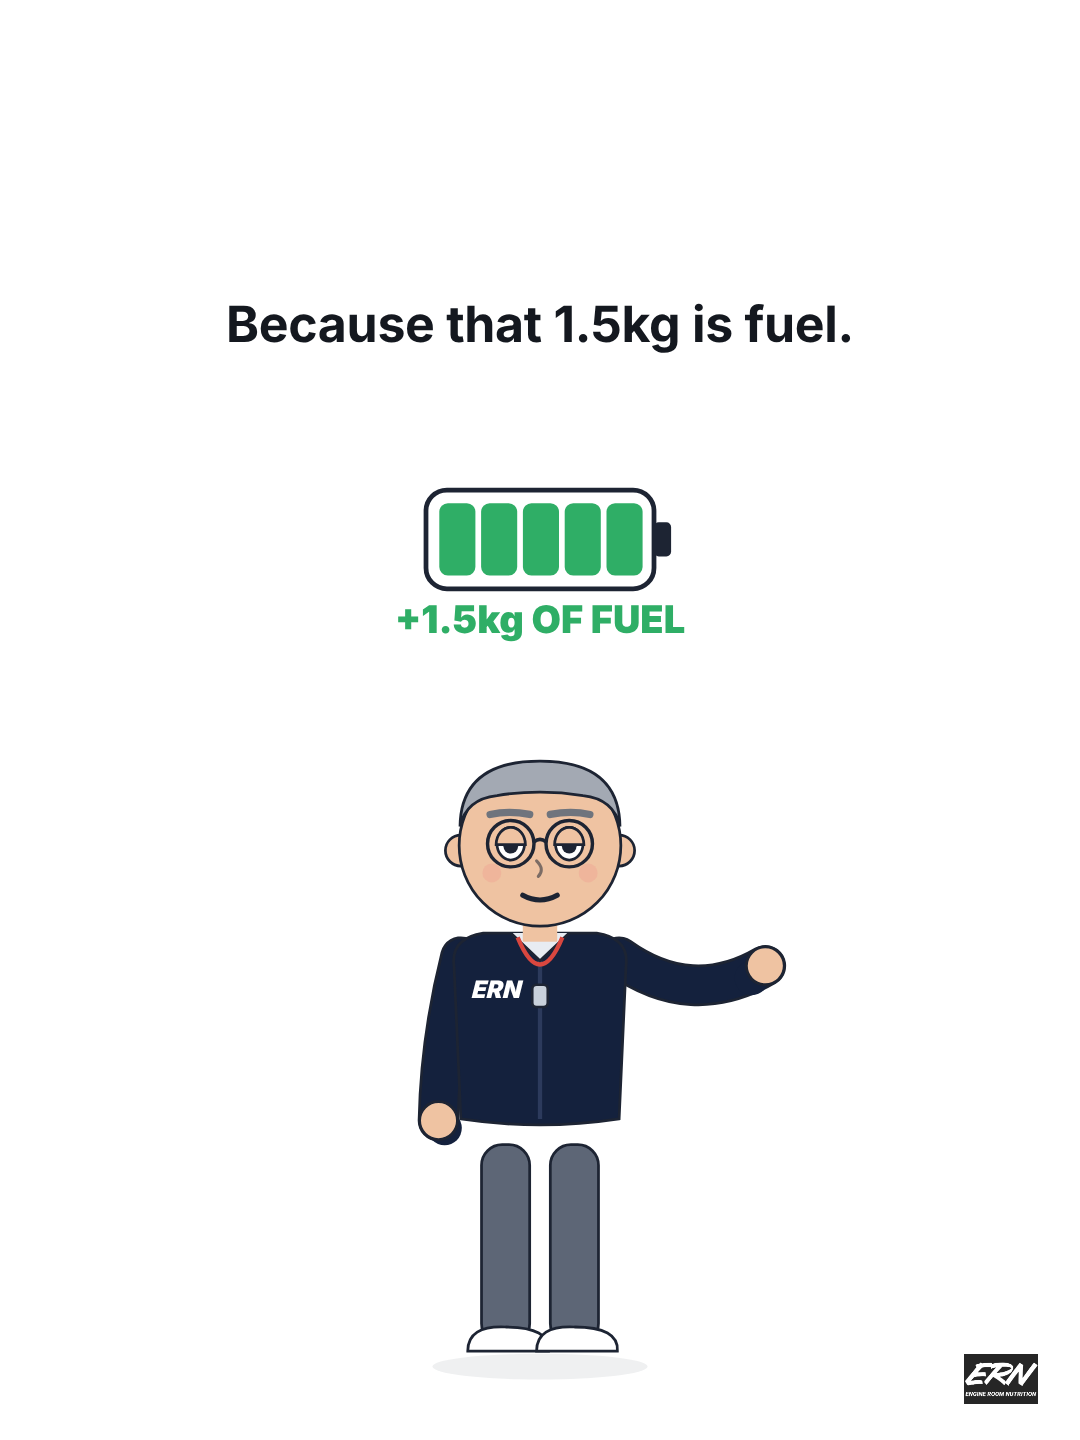 Because that 1.5kg is fuel.
+1.5kg OF FUEL
ERN
ERN
ENGINE ROOM NUTRITION